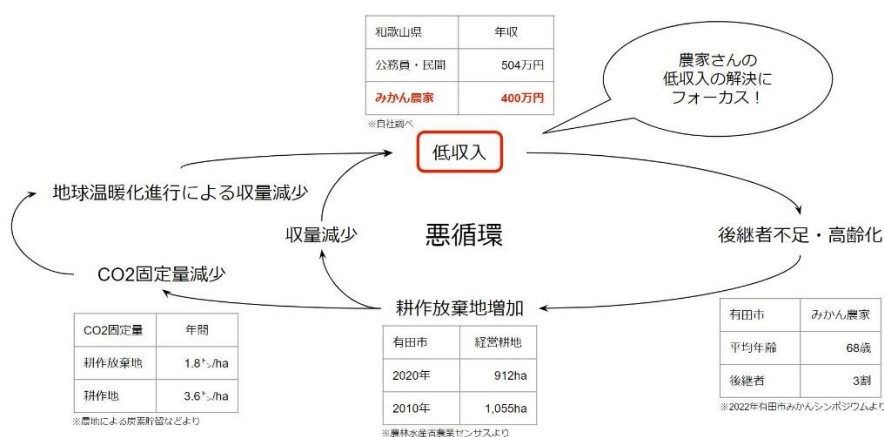 和歌山県 年収
公務員・民間 504万円
みかん農家 400万円
※自社調べ
農家さんの
低収入の解決に
フォーカス！
低収入
地球温暖化進行による収量減少
収量減少
悪循環
後継者不足・高齢化
CO2固定量減少
耕作放棄地増加
CO2固定量 年間
耕作放棄地 1.8㌧/ha
耕作地 3.6㌧/ha
※農地による炭素貯留などより
有田市 経営耕地
2020年 912ha
2010年 1,055ha
※農林水産省農業センサスより
有田市 みかん農家
平均年齢 68歳
後継者 3割
※2022年有田市みかんシンポジウムより